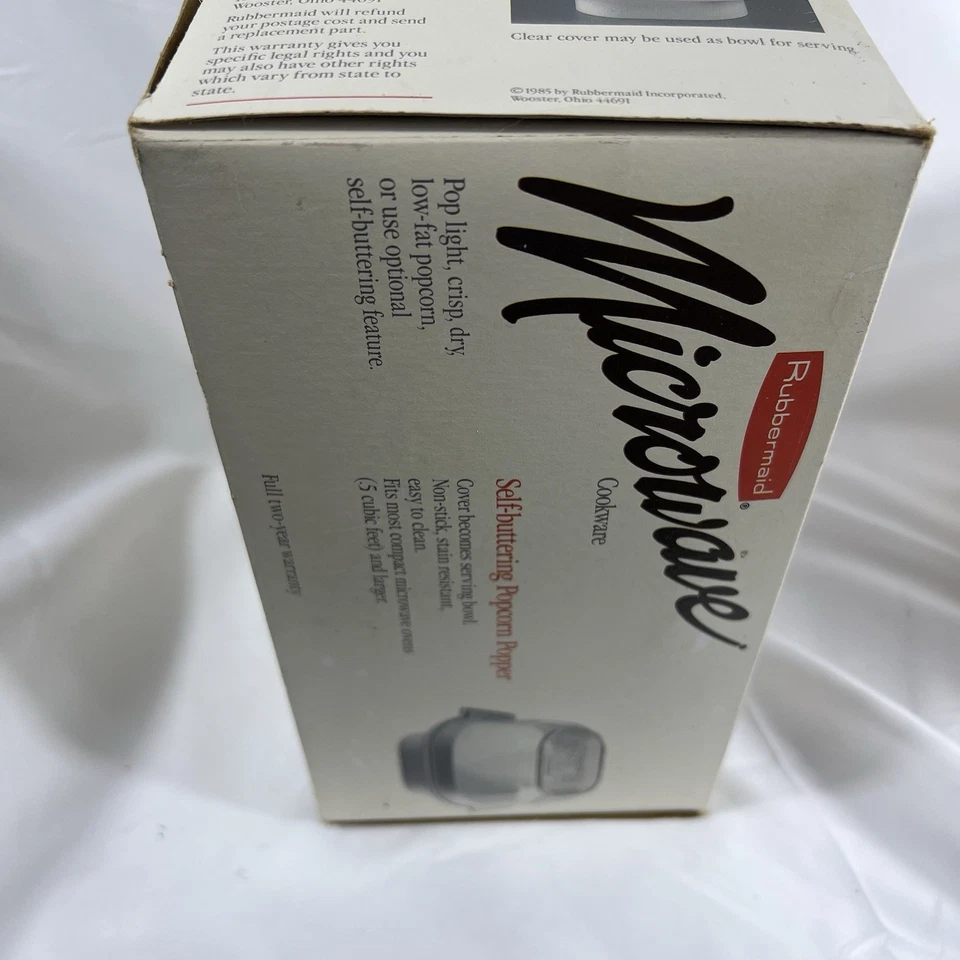 Wooster, Ohio 44691
Rubbermaid will refund
your postage cost and send
a replacement part.
This warranty gives you
specific legal rights and you
may also have other rights
which vary from state to
state.
Clear cover may be used as bowl for serving.
©1985 by Rubbermaid Incorporated.
Wooster, Ohio 44691
Rubbermaid®
Microwave
Cookware
Pop light, crisp, dry,
low-fat popcorn,
or use optional
self-buttering feature.
Self-buttering Popcorn Popper
Cover becomes serving bowl.
Non-stick, stain resistant,
easy to clean.
Fits most compact microwave ovens
(.5 cubic feet) and larger.
Full two-year warranty